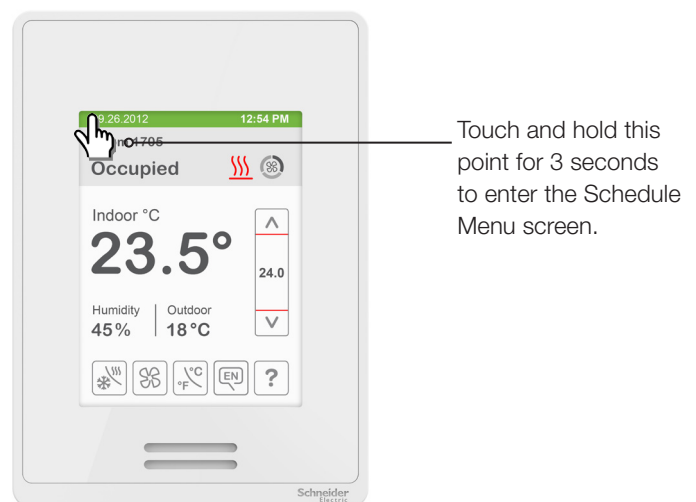 9.26.2012 12:54 PM
m 1705
Occupied
Indoor °C
23.5°
24.0
Humidity Outdoor
45% 18°C
°C
°F
EN
?
Schneider
Electric
Touch and hold this
point for 3 seconds
to enter the Schedule
Menu screen.